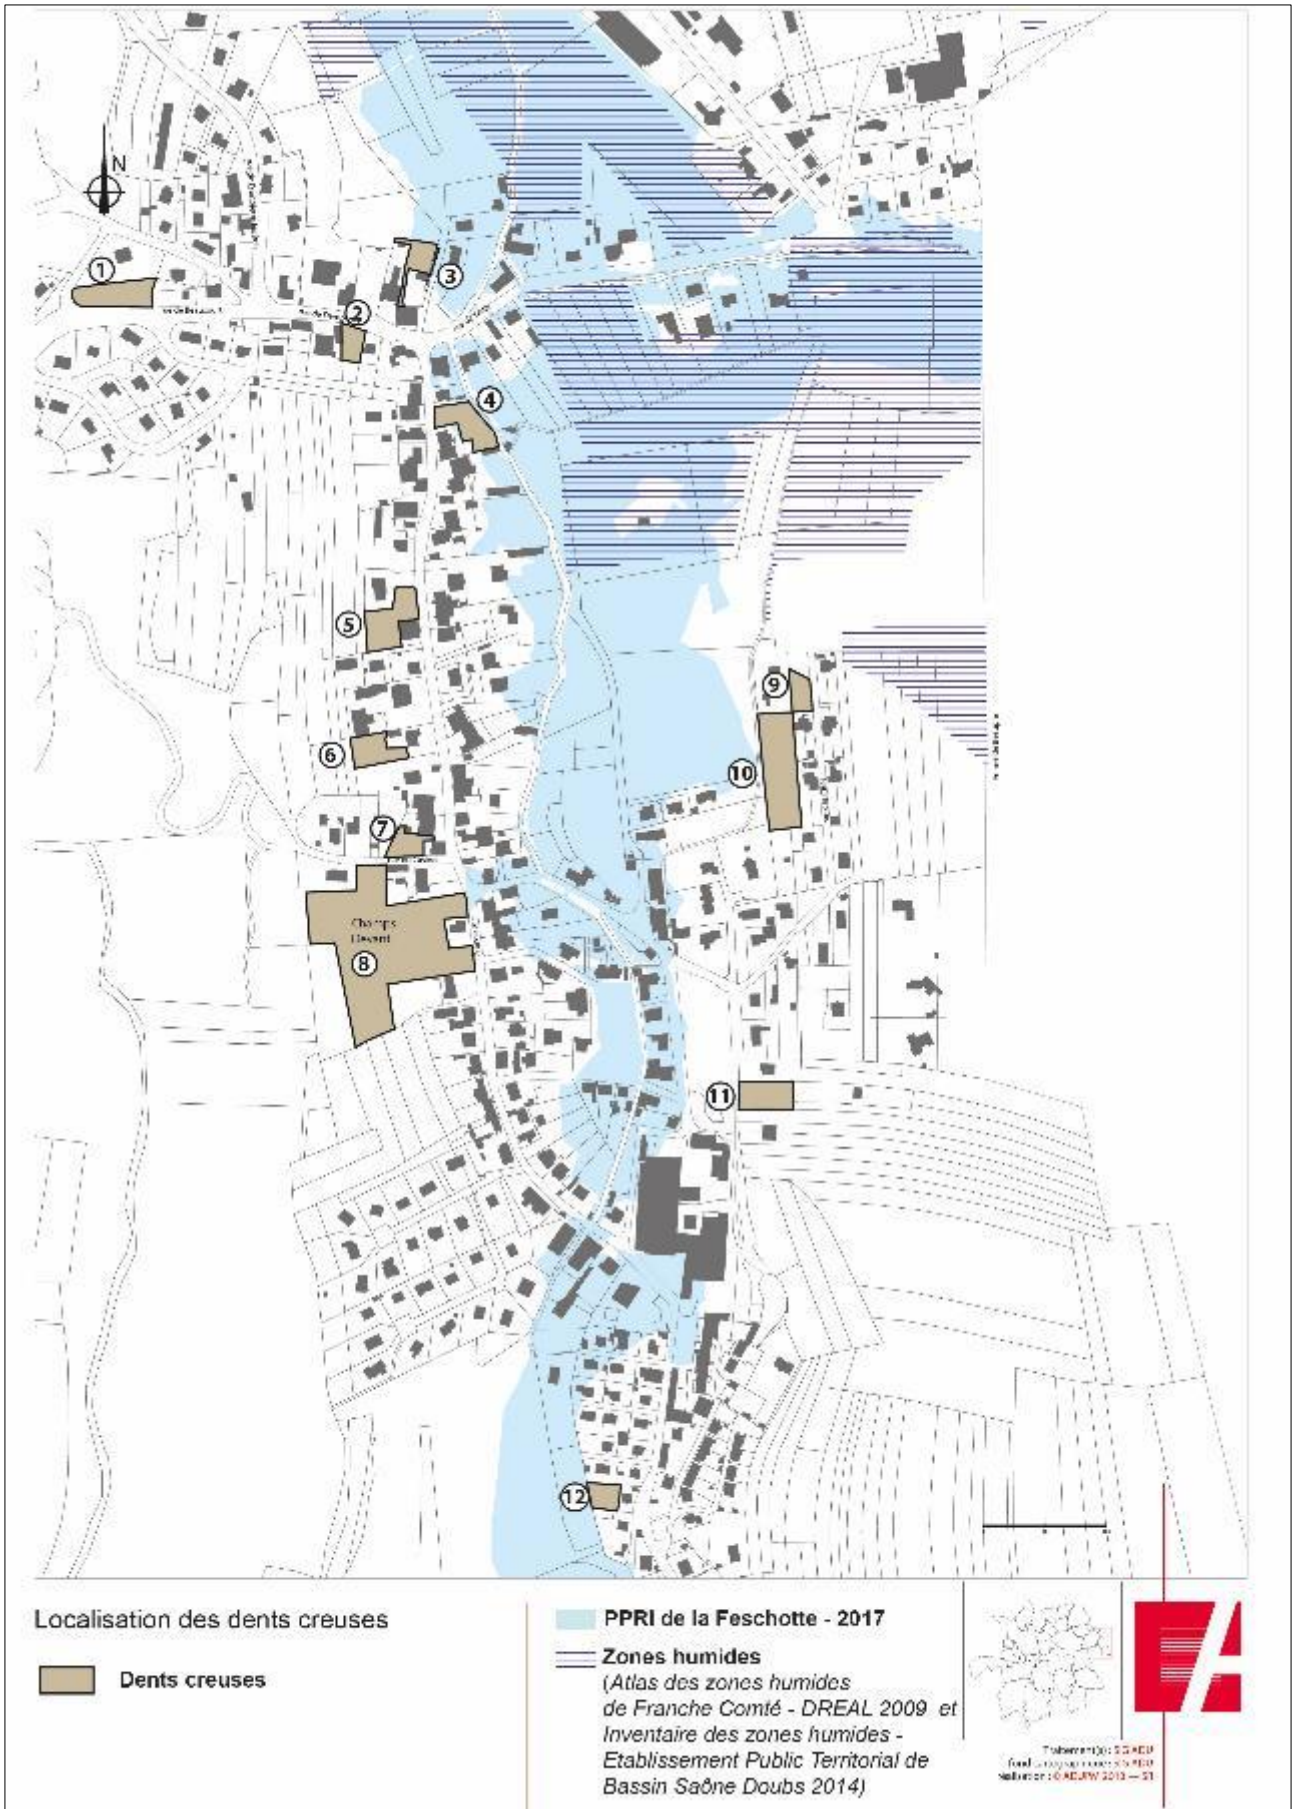 N
1
3
2
4
5
9
6
10
7
Champs
Devant
8
11
12
Localisation des dents creuses
Dents creuses
PPRI de la Feschotte - 2017
Zones humides
(Atlas des zones humides
de Franche Comté - DREAL 2009 et
Inventaire des zones humides -
Etablissement Public Territorial de
Bassin Saône Doubs 2014)